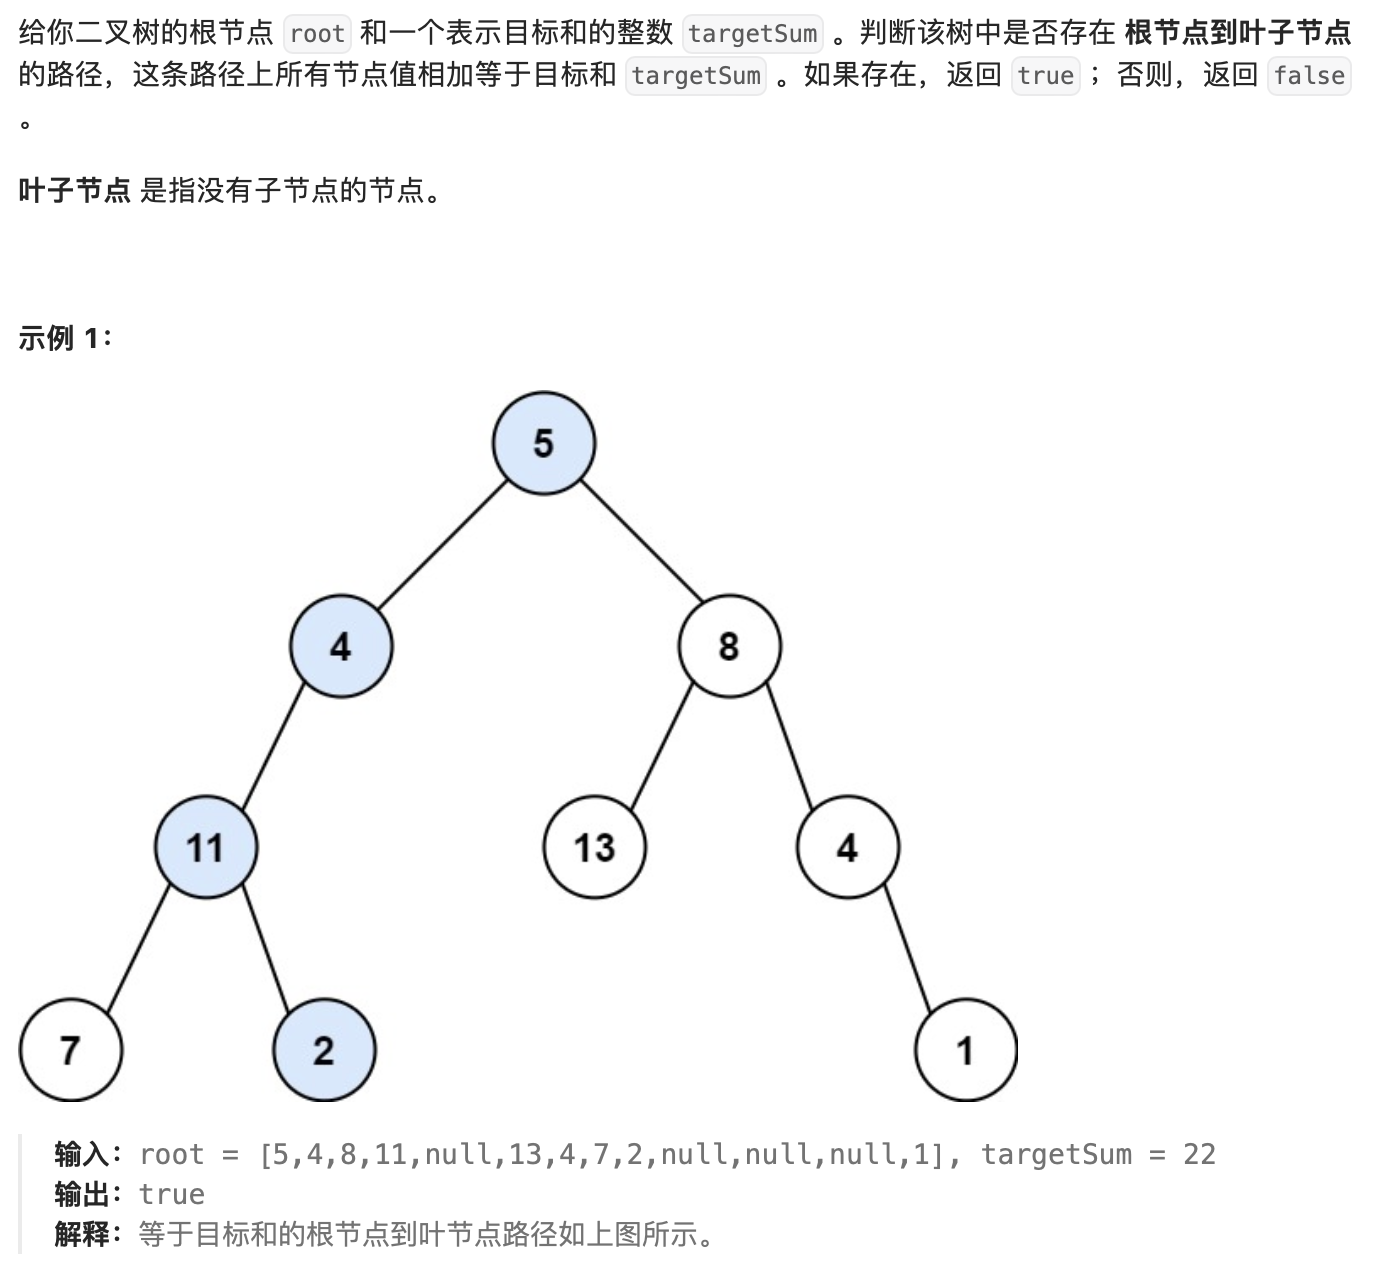 给你二叉树的根节点 root 和一个表示目标和的整数 targetSum 。判断该树中是否存在 根节点到叶子节点
的路径，这条路径上所有节点值相加等于目标和 targetSum 。如果存在，返回 true ；否则，返回 false
。
叶子节点 是指没有子节点的节点。
示例 1：
5
4
8
11
13
4
7
2
1
输入：root = [5,4,8,11,null,13,4,7,2,null,null,null,1], targetSum = 22
输出：true
解释：等于目标和的根节点到叶节点路径如上图所示。